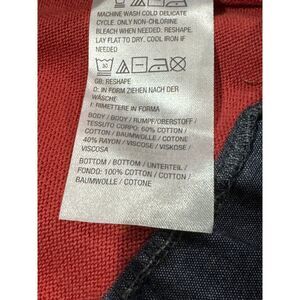 MACHINE WASH COLD DELICATE
CYCLE. ONLY NON-CHLORINE
BLEACH WHEN NEEDED. RESHAPE.
LAY FLAT TO DRY. COOL IRON IF
NEEDED
30
GB: RESHAPE
D: IN FORM ZIEHEN NACH DER
WÄSCHE
I: RIMETTERE IN FORMA
BODY / BODY / RUMPF/OBERSTOFF /
TESSUTO CORPO: 60% COTTON /
COTTON / BAUMWOLLE / COTONE
40% RAYON / VISCOSE / VISKOSE /
VISCOSA
BOTTOM / BOTTOM / UNTERTEIL /
FONDO: 100% COTTON / COTTON /
BAUMWOLLE / COTONE